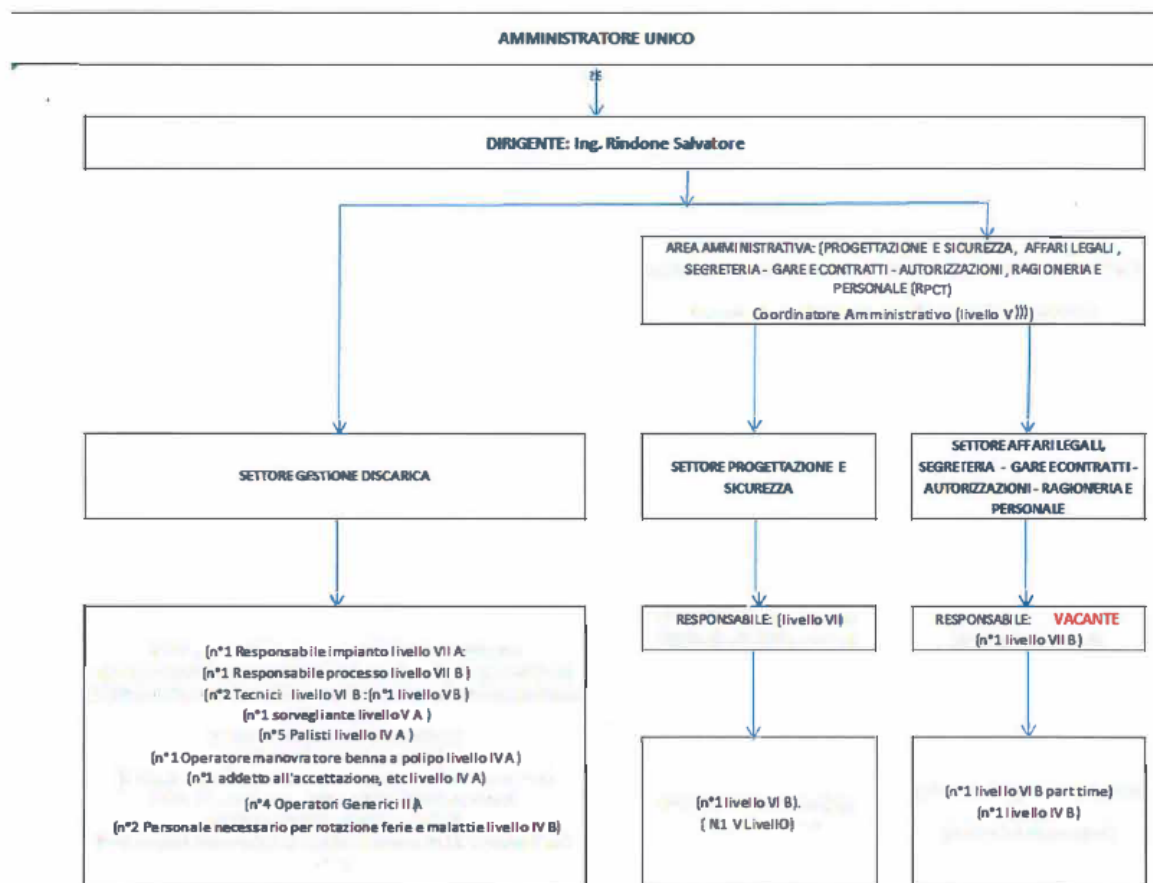 AMMINISTRATORE UNICO
DIRIGENTE: Ing. Rindone Salvatore
AREA AMMINISTRATIVA: (PROGETTAZIONE E SICUREZZA, AFFARI LEGALI,
SEGRETERIA - GARE E CONTRATTI - AUTORIZZAZIONI, RAGIONERIA E
PERSONALE (RPCT)
Coordinatore Amministrativo (livello V)))
SETTORE GESTIONE DISCARICA
SETTORE PROGETTAZIONE E
SICUREZZA
SETTORE AFFARI LEGALI,
SEGRETERIA - GARE E CONTRATTI -
AUTORIZZAZIONI - RAGIONERIA E
PERSONALE
(n°1 Responsabile impianto livello VII A:
(n°1 Responsabile processo livello VII B)
(n°2 Tecnici livello VI B :(n°1 livello V B)
(n°1 sorvegliante livello V A )
(n°5 Palisti livello IV A )
(n°1 Operatore manovratore benna a polipo livello IV A )
(n°1 addetto all'accettazione, etc livello IV A)
(n°4 Operatori Generici II A
(n°2 Personale necessario per rotazione ferie e malattie livello IV B)
RESPONSABILE: (livello VII)
(n°1 livello VI B).
( N.1 V LivellO)
RESPONSABILE: VACANTE
(n°1 livello VII B)
(n°1 livello VI B part time)
(n°1 livello IV B)